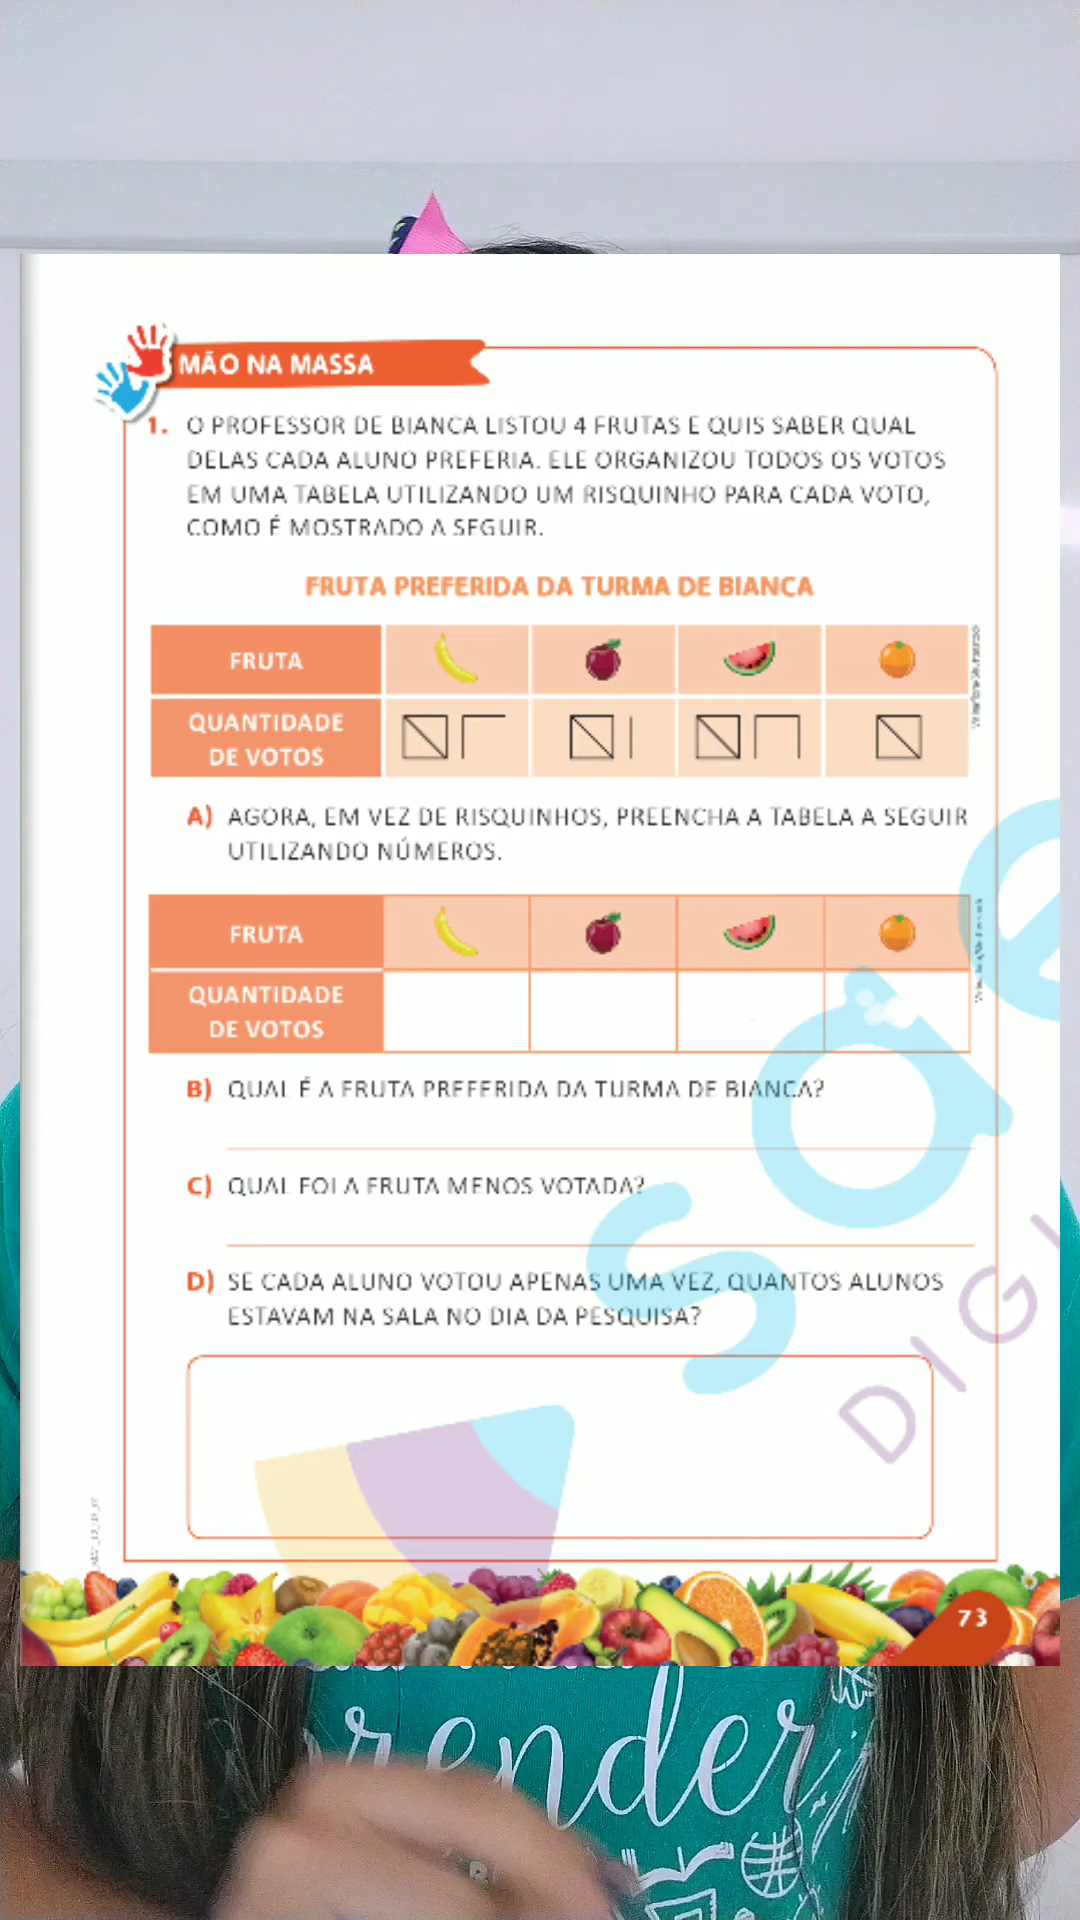 MÃO NA MASSA
1. O PROFESSOR DE BIANCA LISTOU 4 FRUTAS E QUIS SABER QUAL
DELAS CADA ALUNO PREFERIA. ELE ORGANIZOU TODOS OS VOTOS
EM UMA TABELA UTILIZANDO UM RISQUINHO PARA CADA VOTO,
COMO É MOSTRADO A SEGUIR.
FRUTA PREFERIDA DA TURMA DE BIANCA
FRUTA
QUANTIDADE
DE VOTOS
A) AGORA, EM VEZ DE RISQUINHOS, PREENCHA A TABELA A SEGUIR
UTILIZANDO NÚMEROS.
FRUTA
QUANTIDADE
DE VOTOS
B) QUAL É A FRUTA PREFERIDA DA TURMA DE BIANCA?
C) QUAL FOI A FRUTA MENOS VOTADA?
D) SE CADA ALUNO VOTOU APENAS UMA VEZ, QUANTOS ALUNOS
ESTAVAM NA SALA NO DIA DA PESQUISA?
sae
DIGI
73
render